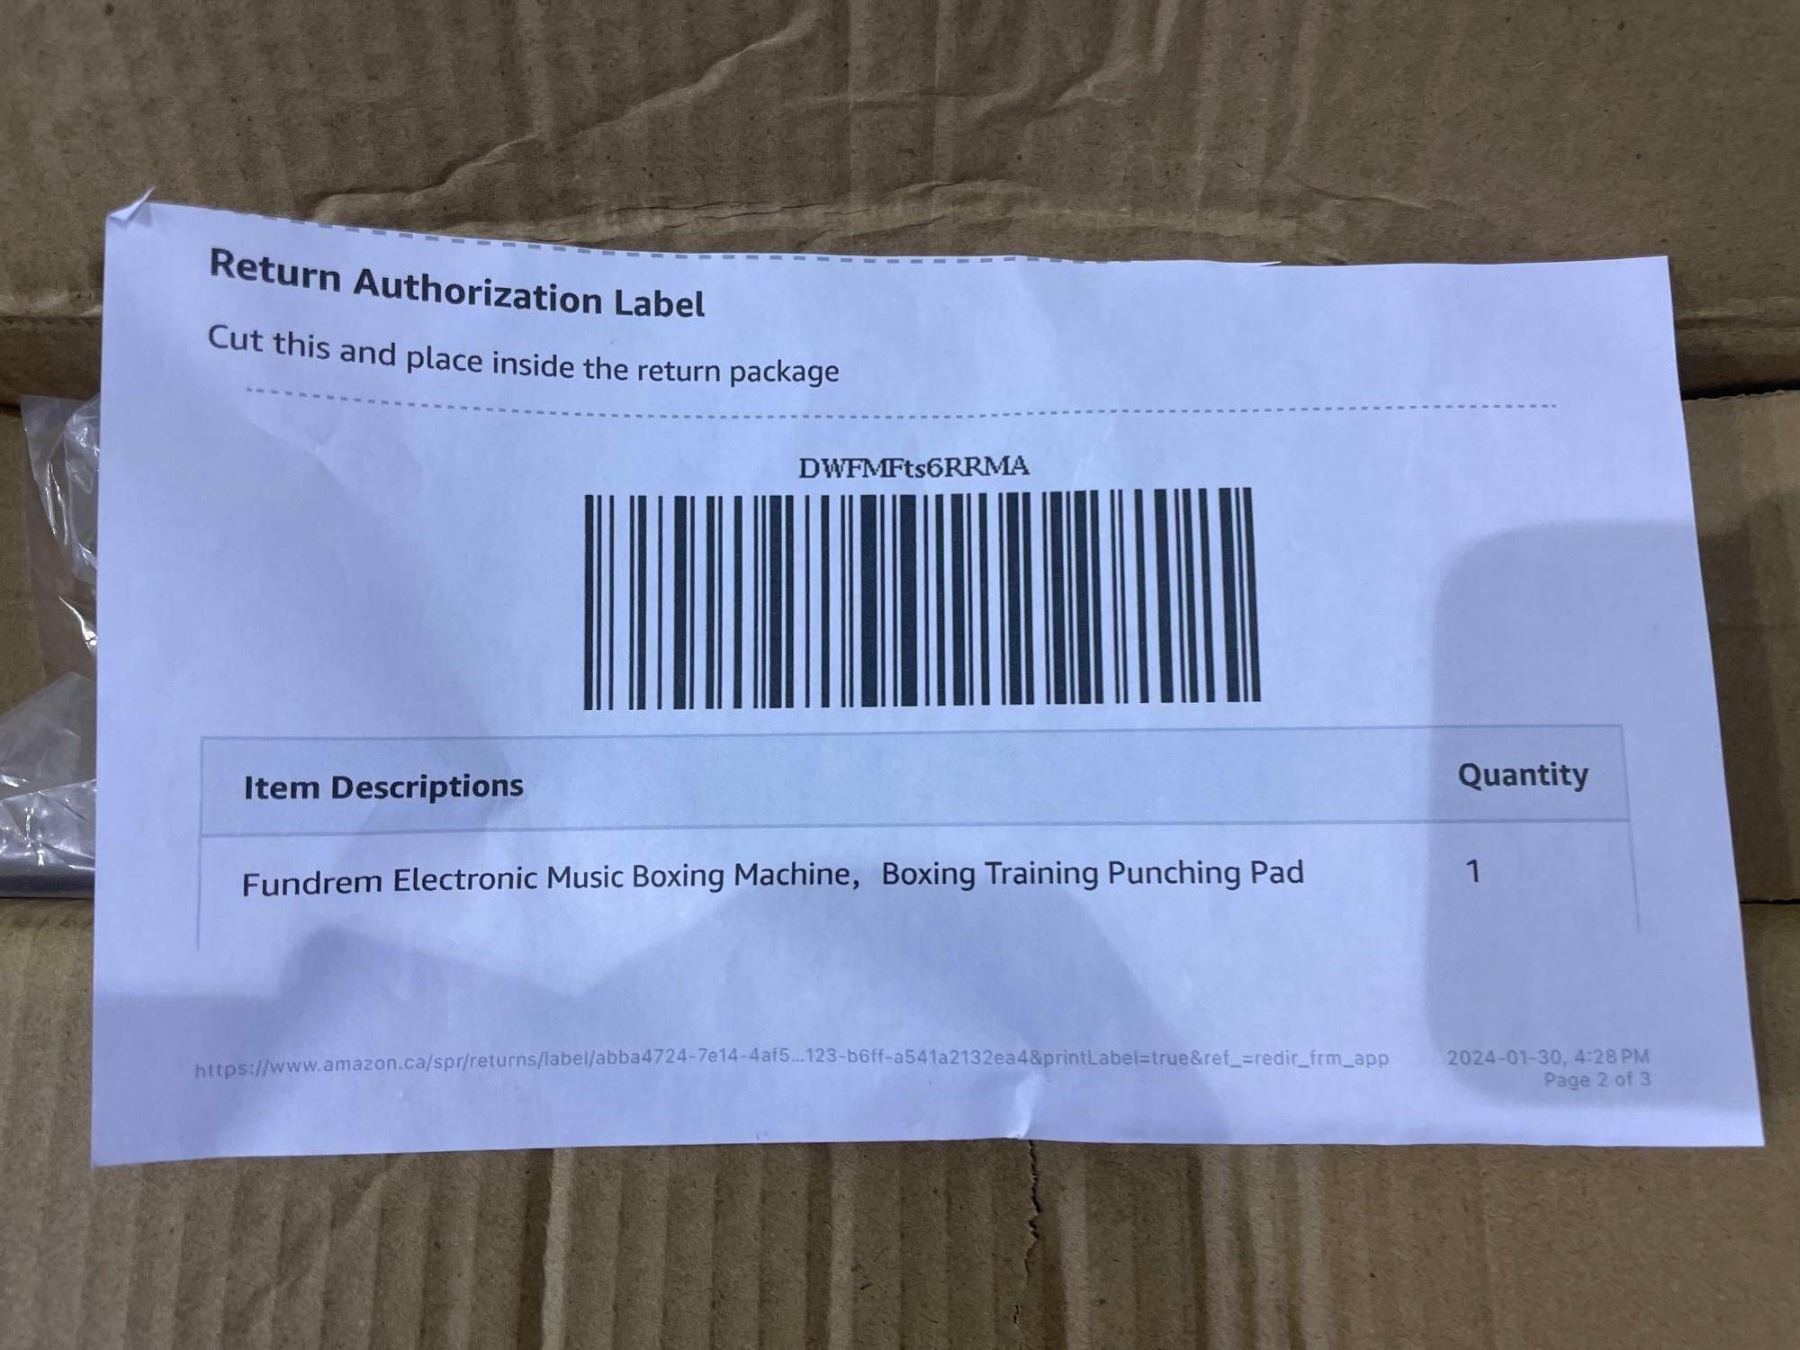 Return Authorization Label
Cut this and place inside the return package
DWFMFts6RRMA
Item Descriptions Quantity
Fundrem Electronic Music Boxing Machine, Boxing Training Punching Pad 1
https://www.amazon.ca/spr/returns/label/abba4724-7e14-4af5...123-b6ff-a541a2132ea4&printLabel=true&ref_=redir_frm_app 2024-01-30, 4:28 PM
Page 2 of 3